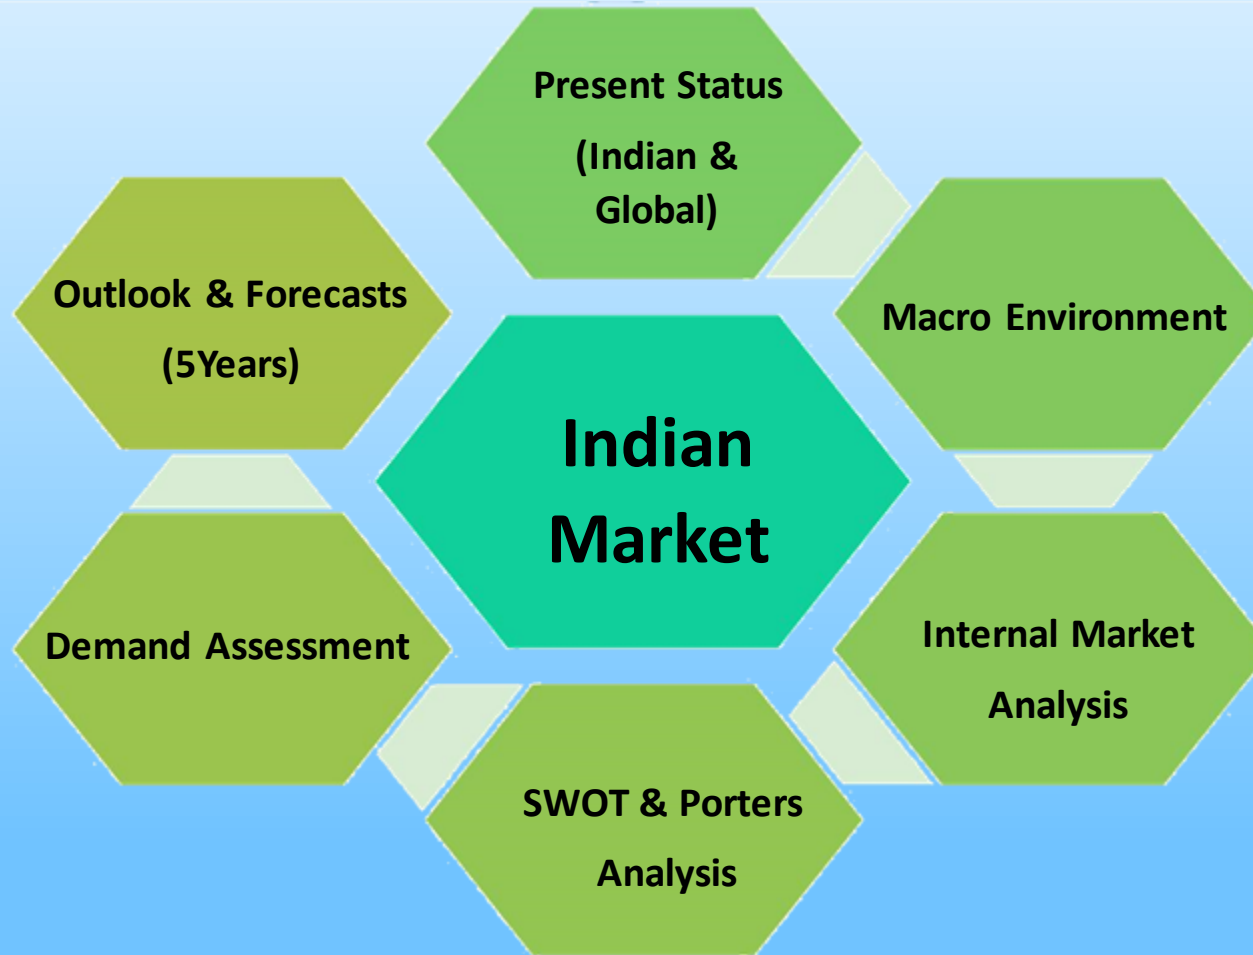 Present Status
(Indian &
Global)
Macro Environment
Internal Market
Analysis
SWOT & Porters
Analysis
Demand Assessment
Outlook & Forecasts
(5Years)
Indian
Market